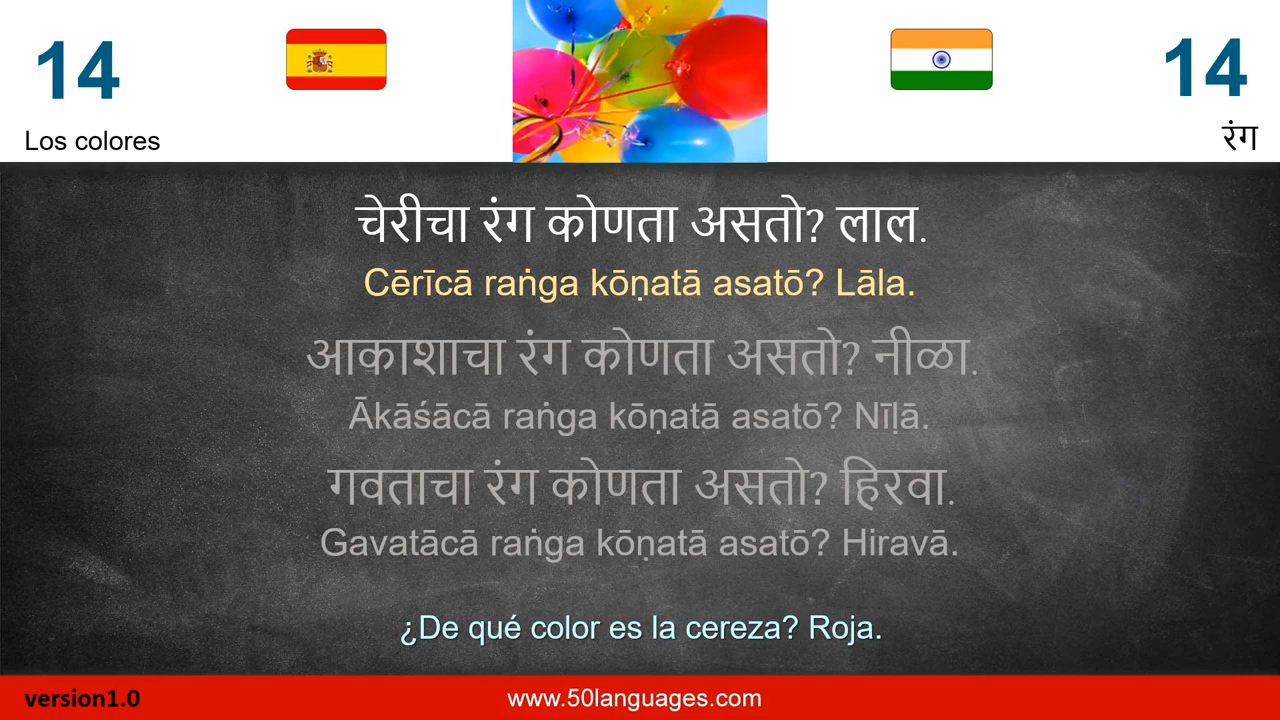 14
14
Los colores
रंग
चेरीचा रंग कोणता असतो? लाल.
Cērīcā raṅga kōṇatā asatō? Lāla.
आकाशाचा रंग कोणता असतो? नीळा.
Ākāśācā raṅga kōṇatā asatō? Nīḷā.
गवताचा रंग कोणता असतो? हिरवा.
Gavatācā raṅga kōṇatā asatō? Hiravā.
¿De qué color es la cereza? Roja.
version1.0
www.50languages.com